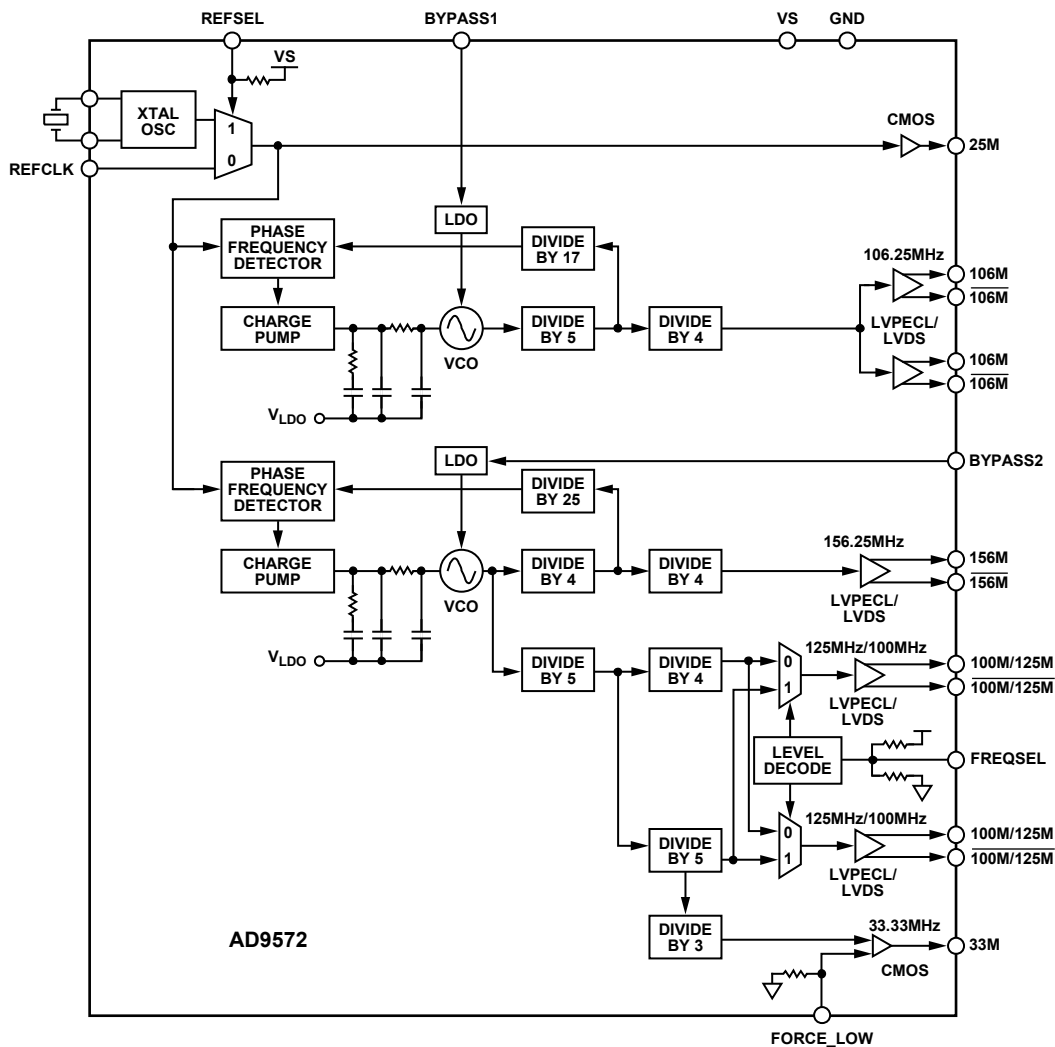 REFSEL
BYPASS1
VS
GND
VS
XTAL
OSC
1
0
REFCLK
CMOS
25M
LDO
PHASE
FREQUENCY
DETECTOR
DIVIDE
BY 17
106.25MHz
106M
106M
CHARGE
PUMP
VCO
DIVIDE
BY 5
DIVIDE
BY 4
LVPECL/
LVDS
106M
106M
VLDO
LDO
BYPASS2
PHASE
FREQUENCY
DETECTOR
DIVIDE
BY 25
156.25MHz
156M
156M
CHARGE
PUMP
VCO
DIVIDE
BY 4
DIVIDE
BY 4
LVPECL/
LVDS
VLDO
125MHz/100MHz
DIVIDE
BY 5
DIVIDE
BY 4
0
1
100M/125M
100M/125M
LVPECL/
LVDS
LEVEL
DECODE
FREQSEL
125MHz/100MHz
DIVIDE
BY 5
0
1
100M/125M
100M/125M
LVPECL/
LVDS
AD9572
DIVIDE
BY 3
33.33MHz
33M
CMOS
FORCE_LOW